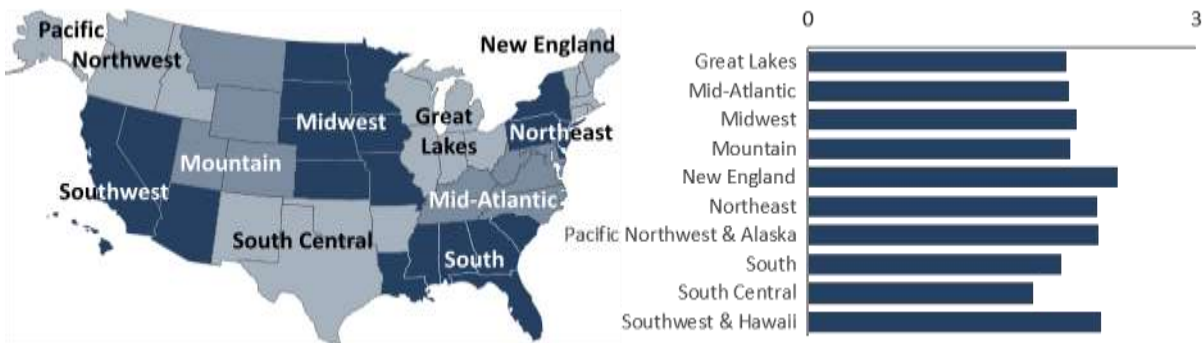 Pacific
Northwest
New England
Midwest
Great
Lakes
Northeast
Mountain
Southwest
Mid-Atlantic
South Central
South
0 3
Great Lakes
Mid-Atlantic
Midwest
Mountain
New England
Northeast
Pacific Northwest & Alaska
South
South Central
Southwest & Hawaii